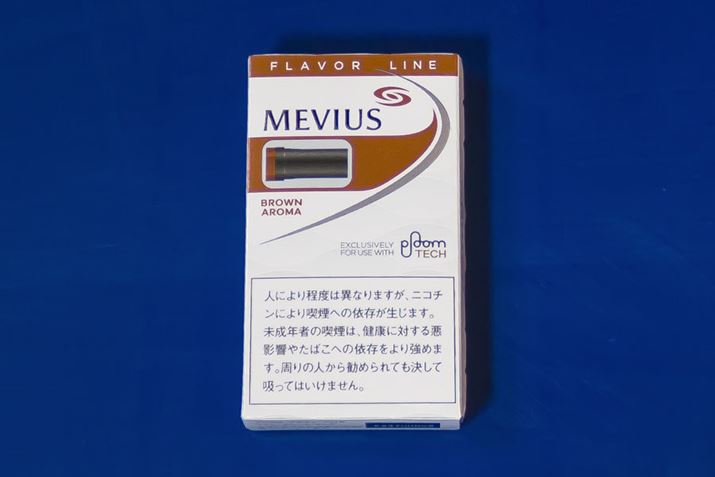 FLAVOR LINE
MEVIUS
BROWN
AROMA
EXCLUSIVELY
FOR USE WITH
ploom
TECH
人により程度は異なりますが、ニコチ
ンにより喫煙への依存が生じます。
未成年者の喫煙は、健康に対する悪
影響やたばこへの依存をより強めま
す。周りの人から勧められても決して
吸ってはいけません。